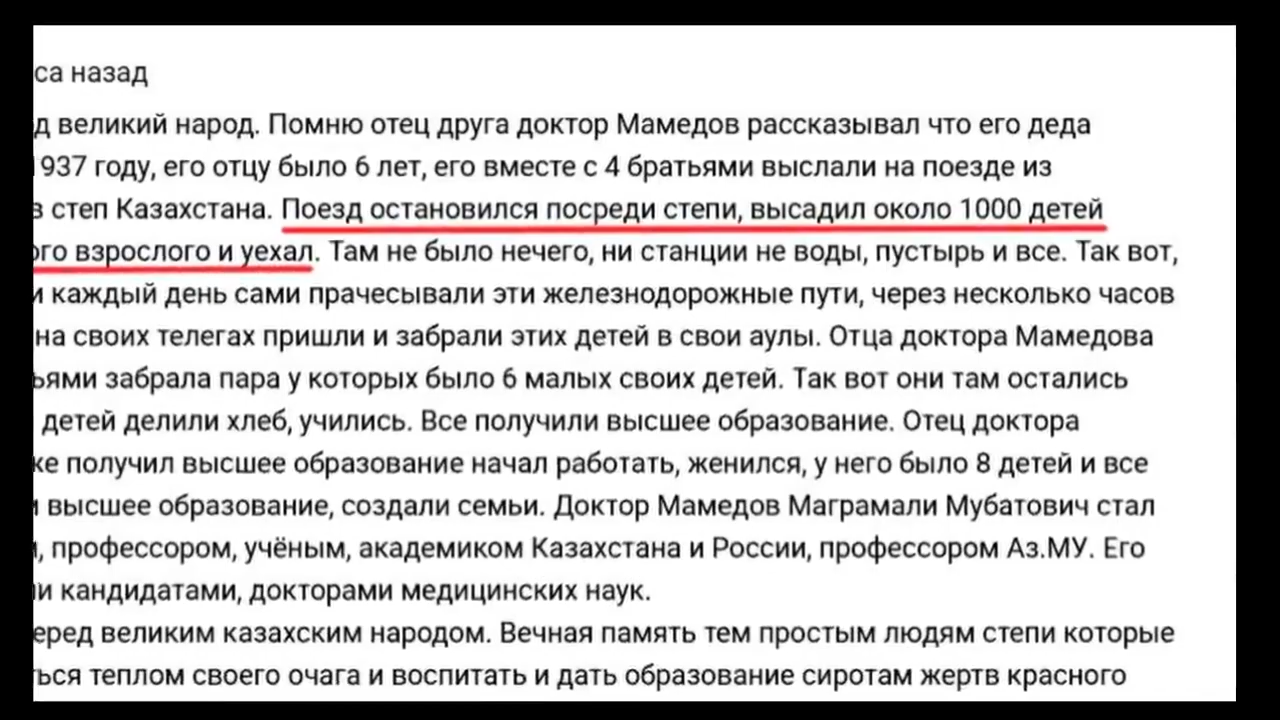 са назад
д великий народ. Помню отец друга доктор Мамедов рассказывал что его деда
1937 году, его отцу было 6 лет, его вместе с 4 братьями выслали на поезде из
в степ Казахстана. Поезд остановился посреди степи, высадил около 1000 детей
ого взрослого и уехал. Там не было нечего, ни станции не воды, пустырь и все. Так вот,
и каждый день сами прачесывали эти железнодорожные пути, через несколько часов
на своих телегах пришли и забрали этих детей в свои аулы. Отца доктора Мамедова
ьями забрала пара у которых было 6 малых своих детей. Так вот они там остались
детей делили хлеб, учились. Все получили высшее образование. Отец доктора
же получил высшее образование начал работать, женился, у него было 8 детей и все
и высшее образование, создали семьи. Доктор Мамедов Маграмали Мубатович стал
, профессором, учёным, академиком Казахстана и России, профессором Аз.МУ. Его
и кандидатами, докторами медицинских наук.
еред великим казахским народом. Вечная память тем простым людям степи которые
ться теплом своего очага и воспитать и дать образование сиротам жертв красного